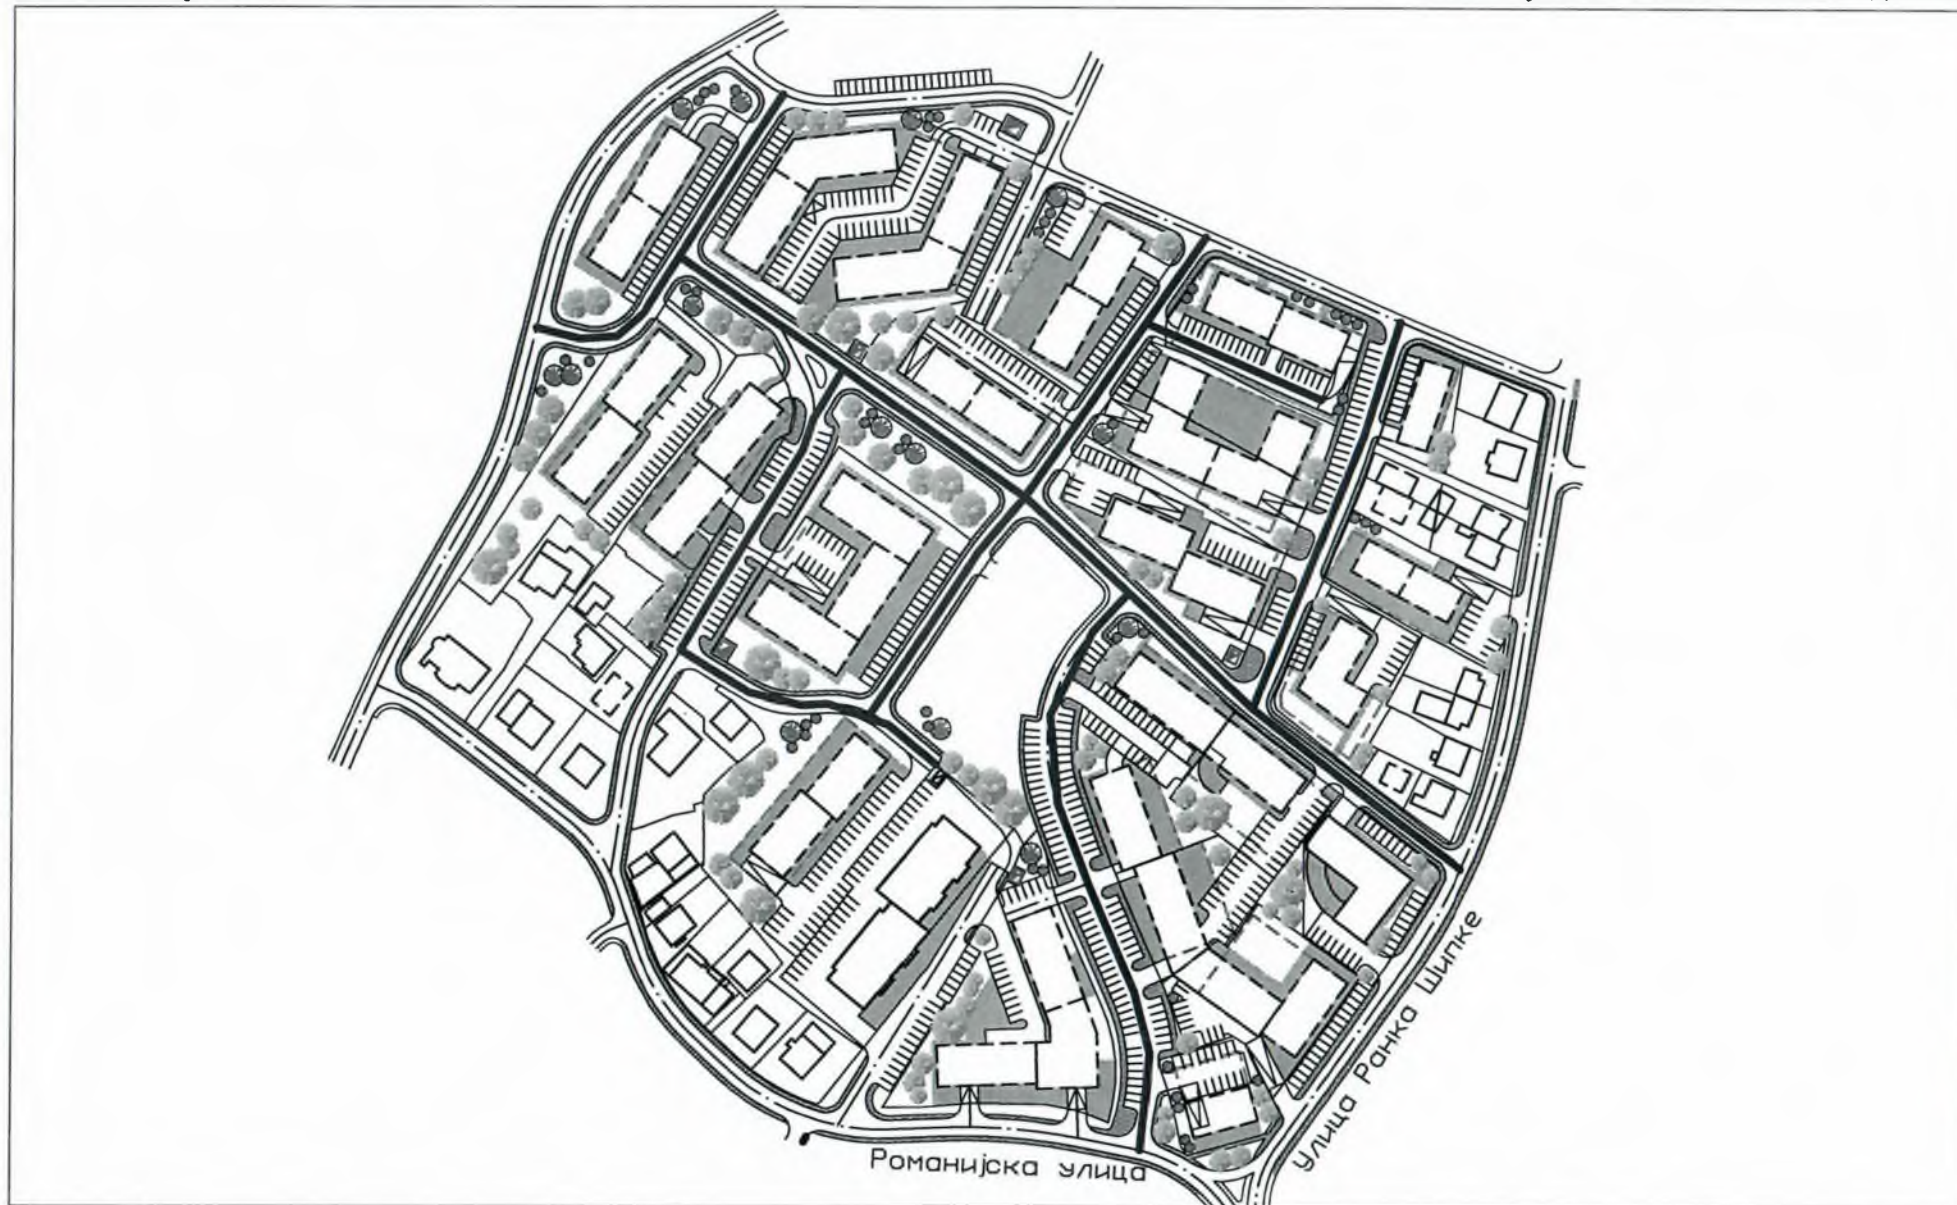 Романијска улица
Улица Ранка Шипке